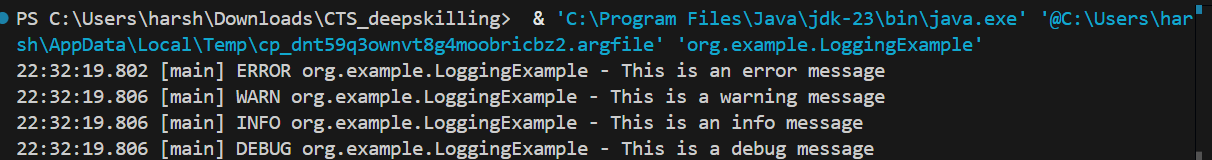 PS C:\Users\harsh\Downloads\CTS_deepskilling>  & 'C:\Program Files\Java\jdk-23\bin\java.exe' '@C:\Users\har
sh\AppData\Local\Temp\cp_dnt59q3ownvt8g4moobricbz2.argfile' 'org.example.LoggingExample'
22:32:19.802 [main] ERROR org.example.LoggingExample - This is an error message
22:32:19.806 [main] WARN org.example.LoggingExample - This is a warning message
22:32:19.806 [main] INFO org.example.LoggingExample - This is an info message
22:32:19.806 [main] DEBUG org.example.LoggingExample - This is a debug message